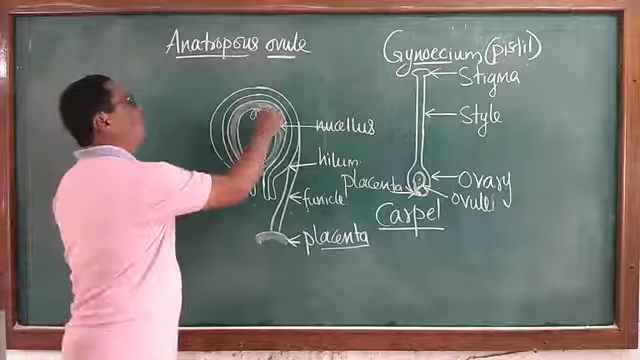 Anatropous ovule
nucellus
hilum
funicle
placenta
Gynoecium (pistil)
Stigma
Style
placenta
Ovary
ovule
Carpel